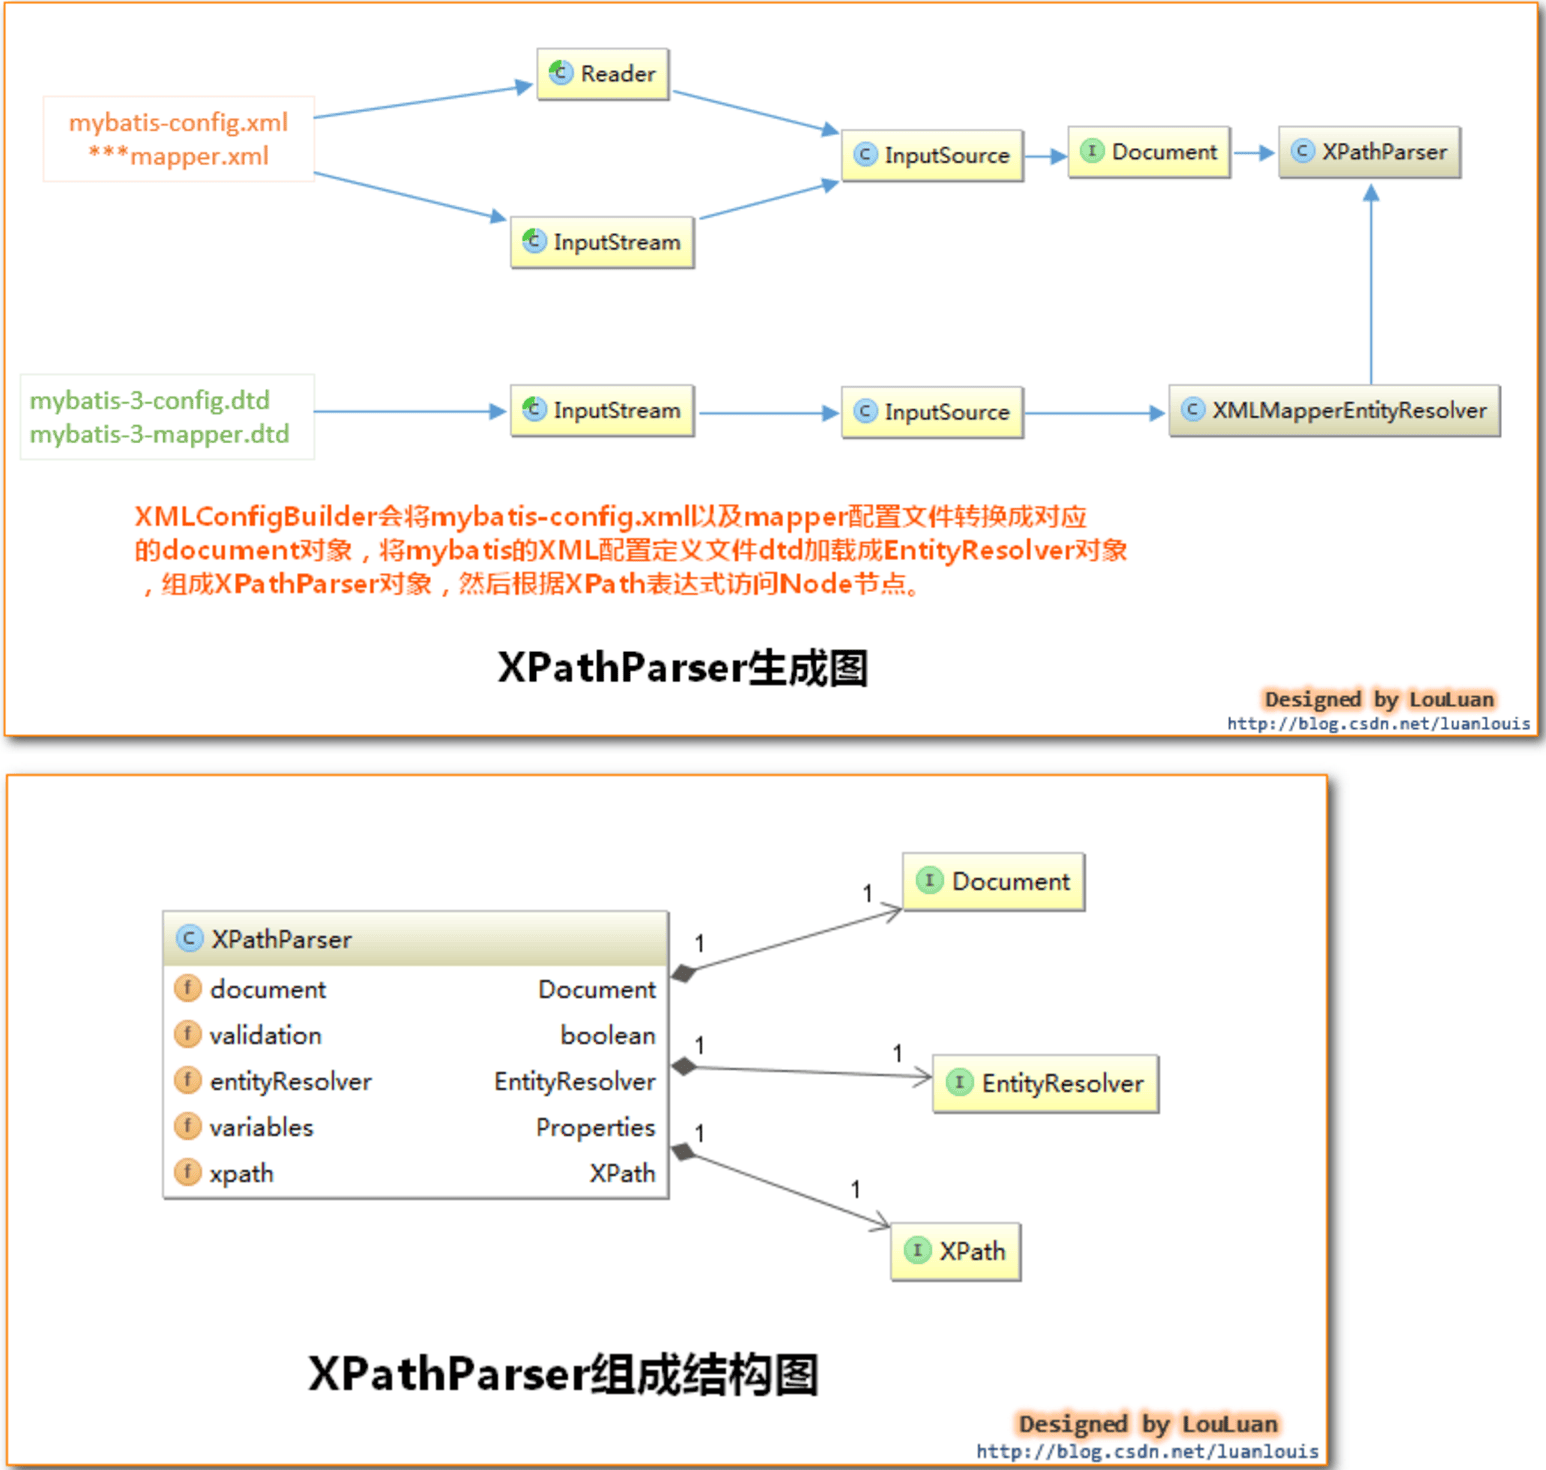 C Reader
mybatis-config.xml
***mapper.xml
C InputSource
I Document
C XPathParser
C InputStream
mybatis-3-config.dtd
mybatis-3-mapper.dtd
C InputStream
C InputSource
C XMLMapperEntityResolver
XMLConfigBuilder会将mybatis-config.xml以及mapper配置文件转换成对应
的document对象，将mybatis的XML配置定义文件dtd加载成EntityResolver对象
，组成XPathParser对象，然后根据XPath表达式访问Node节点。
XPathParser生成图
Designed by LouLuan
http://blog.csdn.net/luanlouis
I Document
1
1
C XPathParser
f document Document
f validation boolean
f entityResolver EntityResolver
f variables Properties
f xpath XPath
1
1
I EntityResolver
1
1
I XPath
XPathParser组成结构图
Designed by LouLuan
http://blog.csdn.net/luanlouis